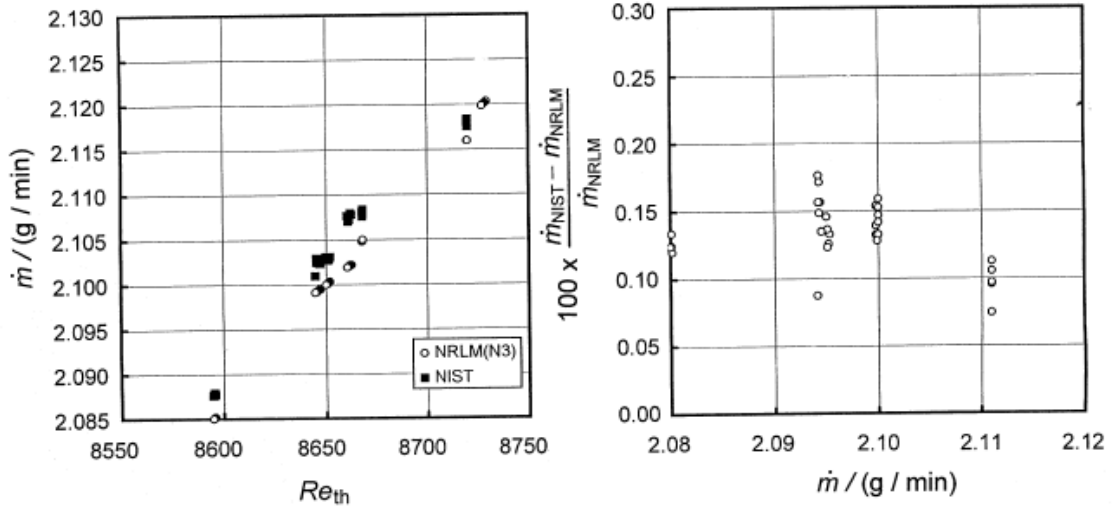 2.130
2.125
2.120
2.115
2.110
2.105
2.100
2.095
2.090
2.085
ṁ / (g / min)
NRLM(N3)
NIST
8550 8600 8650 8700 8750
Re_th
0.30
0.25
0.20
0.15
0.10
0.05
0.00
100 x (ṁ_NIST − ṁ_NRLM) / ṁ_NRLM
2.08 2.09 2.10 2.11 2.12
ṁ / (g / min)